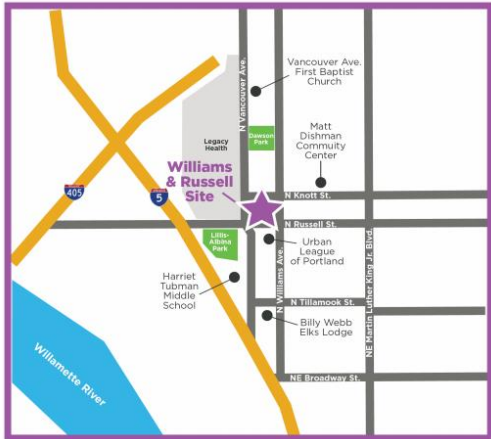 Vancouver Ave.
First Baptist
Church
N Vancouver Ave.
Matt
Dishman
Commuity
Center
Dawson
Park
Legacy
Health
Williams
& Russell
Site
405
5
N Knott St.
N Russell St.
Lillis-
Albina
Park
Urban
League
of Portland
N Williams Ave.
NE Martin Luther King Jr. Blvd.
Harriet
Tubman
Middle
School
N Tillamook St.
Billy Webb
Elks Lodge
Willamette River
NE Broadway St.